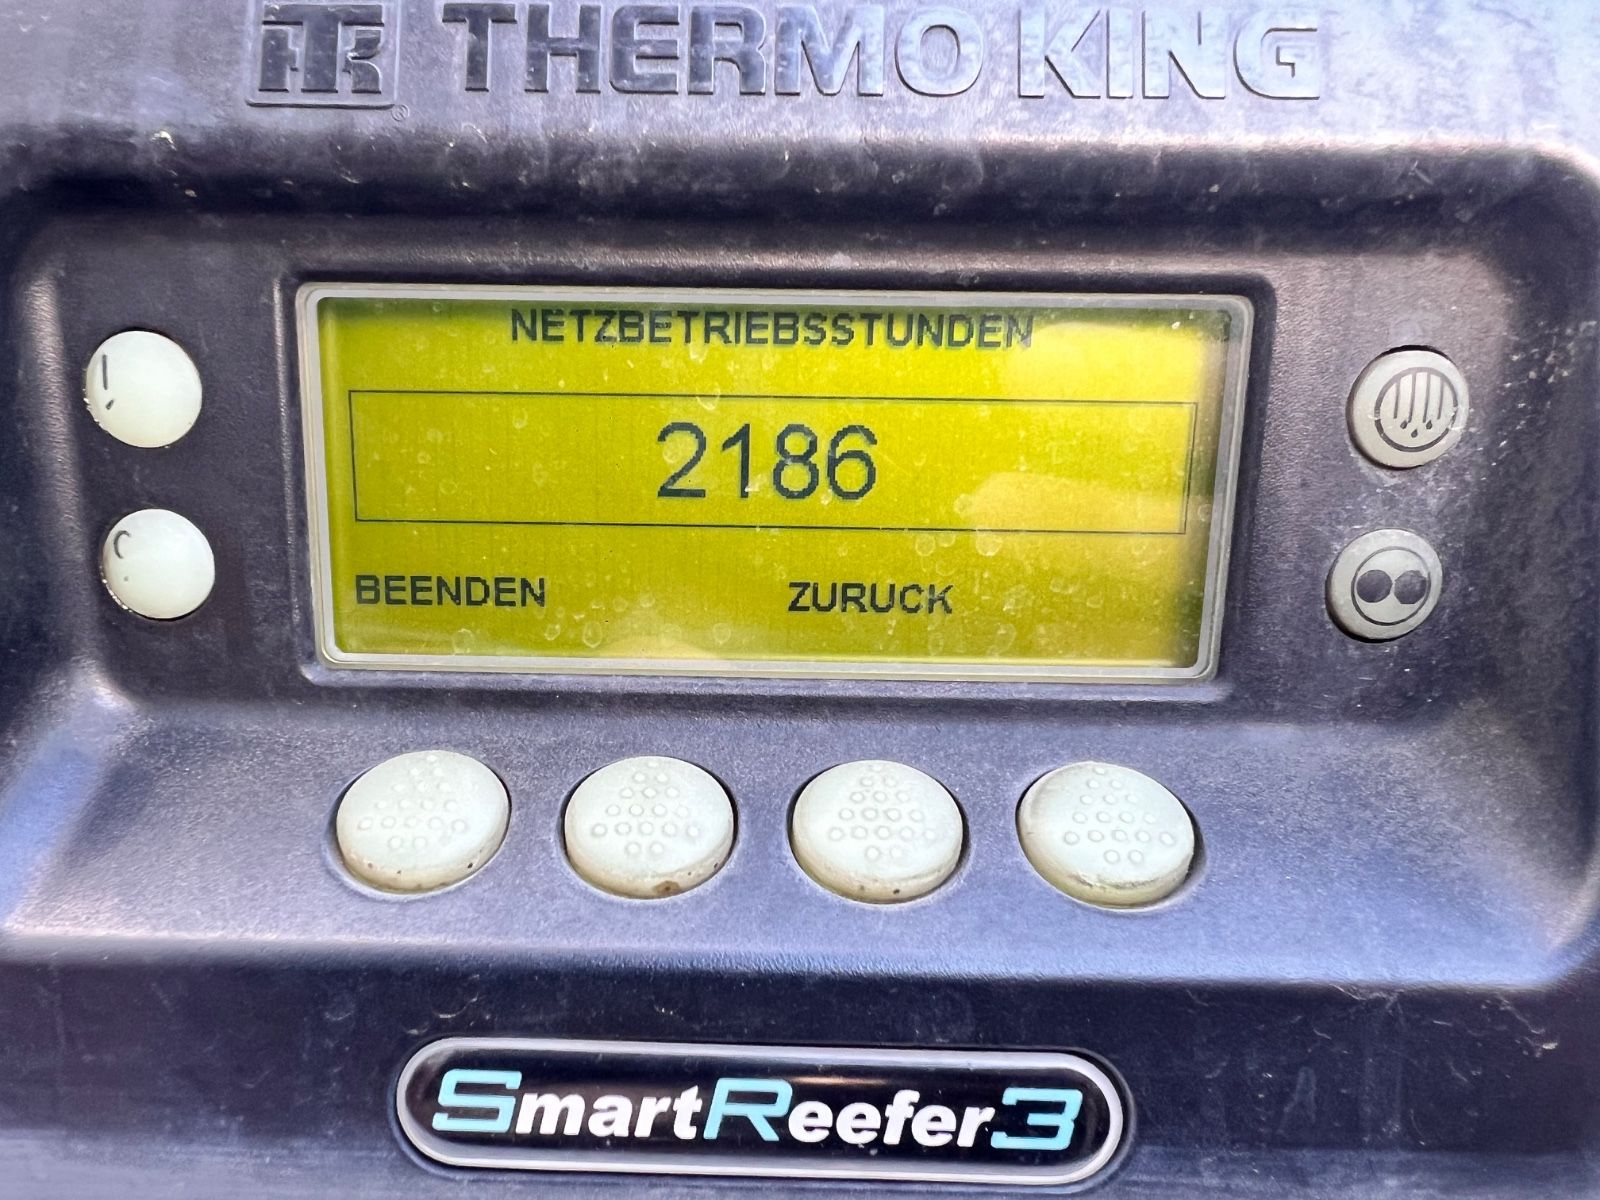 THERMO KING
NETZBETRIEBSSTUNDEN
2186
BEENDEN ZURUCK
SmartReefer3